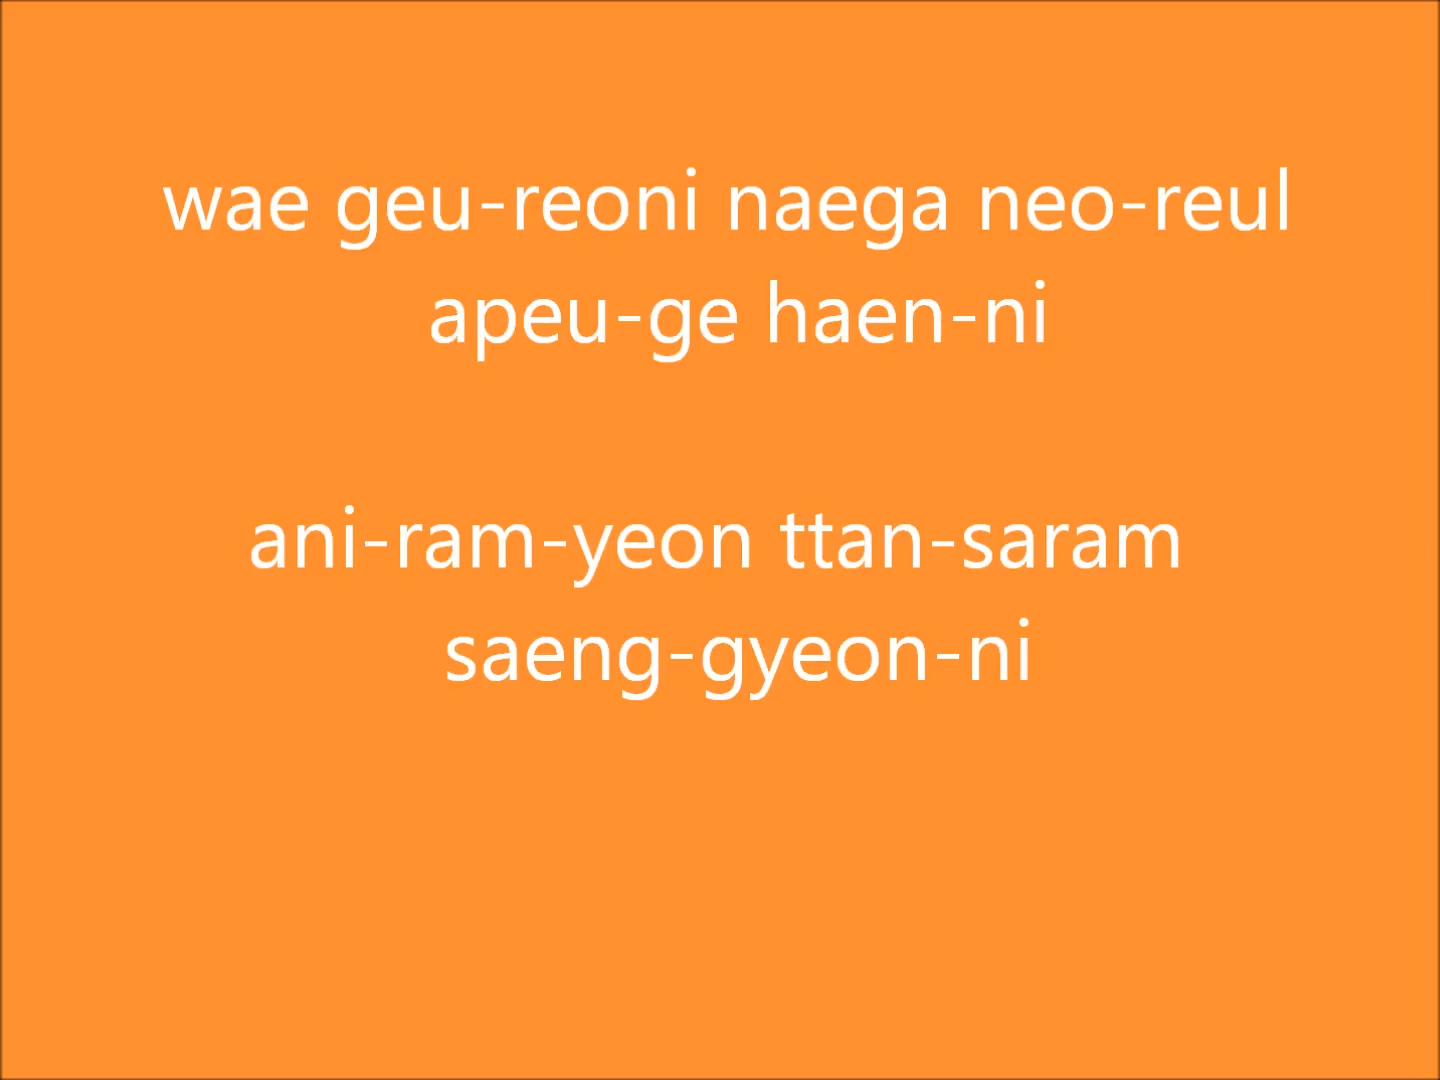 wae geu-reoni naega neo-reul
apeu-ge haen-ni
ani-ram-yeon ttan-saram
saeng-gyeon-ni